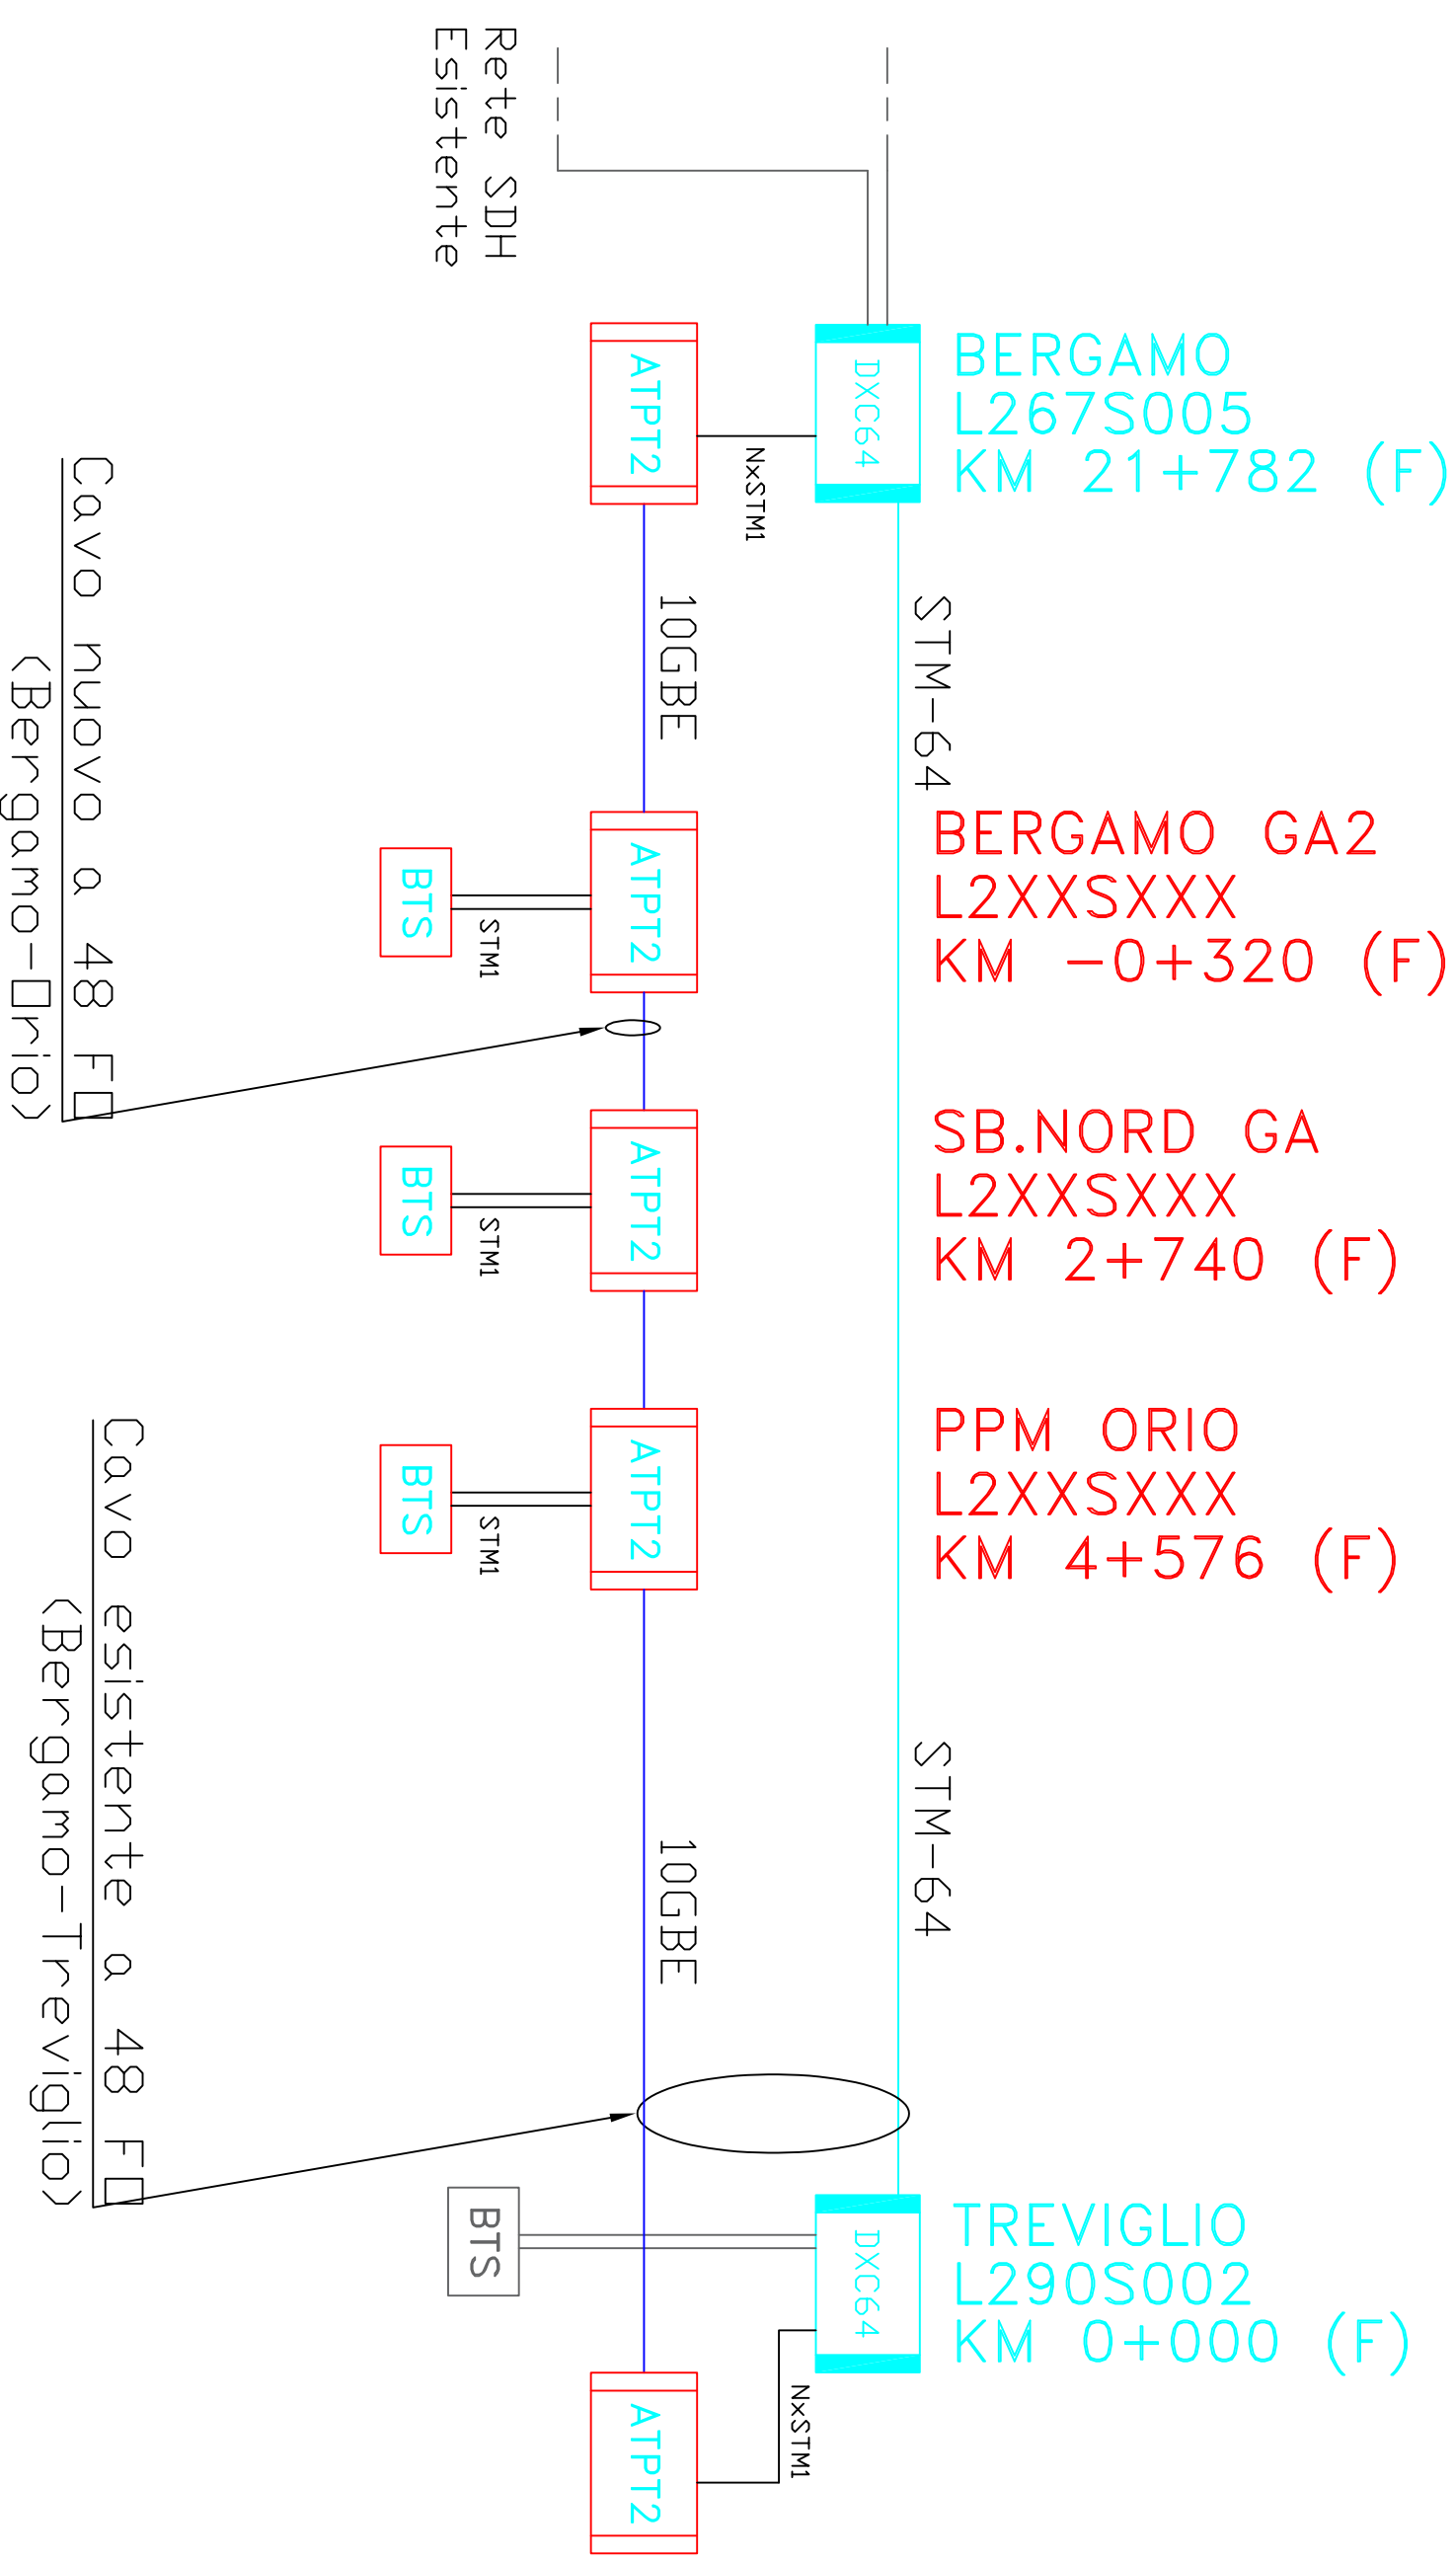 Rete SDH
Esistente
BERGAMO
L267S005
KM 21+782 (F)
DXC64
ATPT2
NxSTM1
STM-64
10GBE
BERGAMO GA2
L2XXSXXX
KM -0+320 (F)
ATPT2
BTS
STM1
Cavo nuovo a 48 FO
(Bergamo-Orio)
SB.NORD GA
L2XXSXXX
KM 2+740 (F)
ATPT2
BTS
STM1
PPM ORIO
L2XXSXXX
KM 4+576 (F)
ATPT2
BTS
STM1
STM-64
10GBE
Cavo esistente a 48 FO
(Bergamo-Treviglio)
TREVIGLIO
L290S002
KM 0+000 (F)
DXC64
BTS
NxSTM1
ATPT2